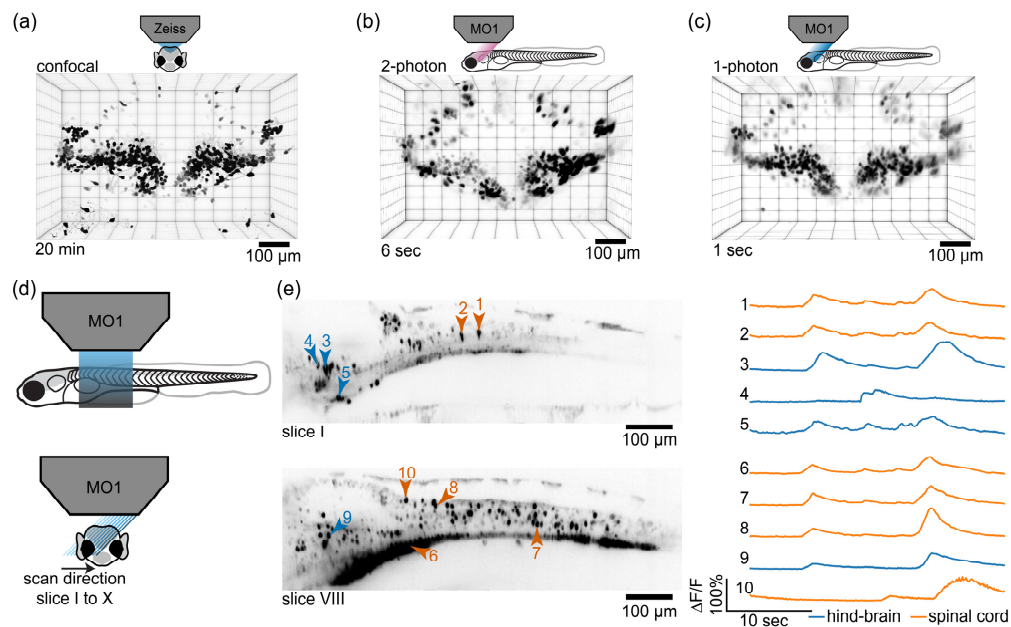 (a)
Zeiss
confocal
20 min
100 µm
(b)
MO1
2-photon
6 sec
100 µm
(c)
MO1
1-photon
1 sec
100 µm
(d)
MO1
MO1
scan direction
slice I to X
(e)
4 3 2 1
5
slice I
100 µm
10 8
9
6 7
slice VIII
100 µm
1
2
3
4
5
6
7
8
9
10
ΔF/F
100%
10 sec
hind-brain spinal cord